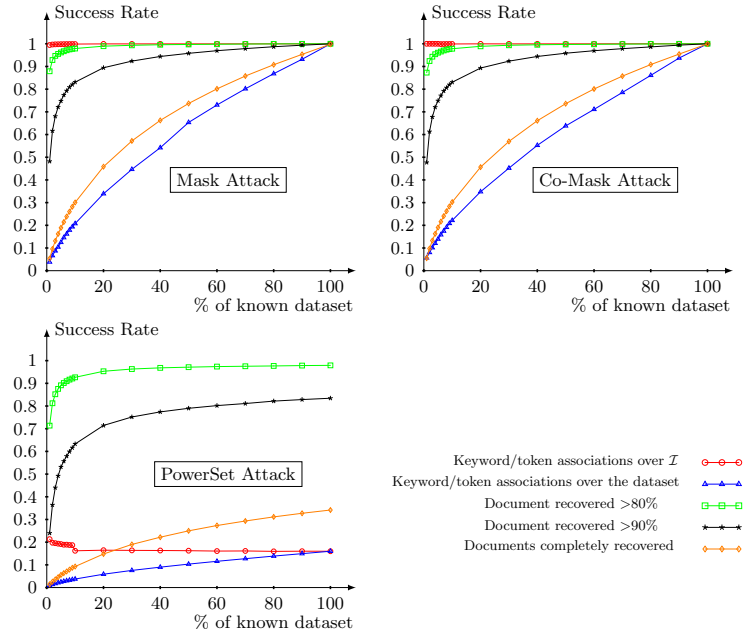 Success Rate
1
0.9
0.8
0.7
0.6
0.5
0.4
0.3
0.2
0.1
0
0 20 40 60 80 100
% of known dataset
Mask Attack
Success Rate
1
0.9
0.8
0.7
0.6
0.5
0.4
0.3
0.2
0.1
0
0 20 40 60 80 100
% of known dataset
Co-Mask Attack
Success Rate
1
0.9
0.8
0.7
0.6
0.5
0.4
0.3
0.2
0.1
0
0 20 40 60 80 100
% of known dataset
PowerSet Attack
Keyword/token associations over ℐ
Keyword/token associations over the dataset
Document recovered >80%
Document recovered >90%
Documents completely recovered